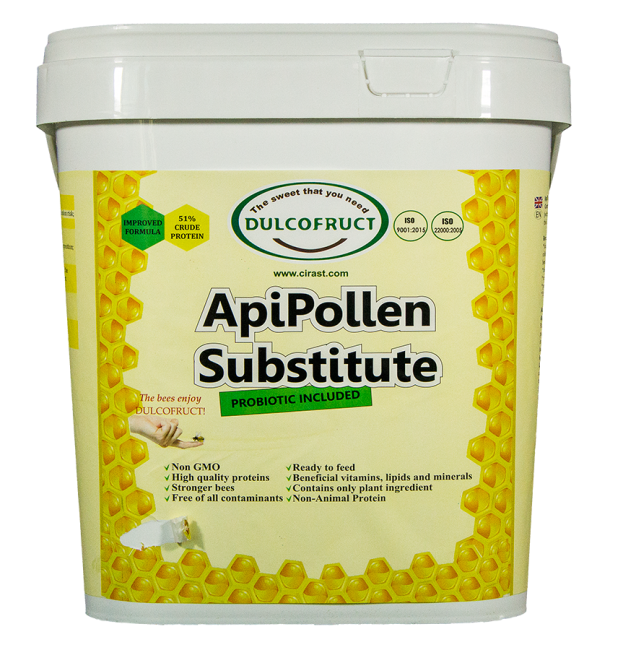 The sweet that you need
DULCOFRUCT
IMPROVED
FORMULA
51%
CRUDE
PROTEIN
ISO
9001:2015
ISO
22000:2005
EN
www.cirast.com
ApiPollen
Substitute
PROBIOTIC INCLUDED
The bees enjoy
DULCOFRUCT!
✓Non GMO
✓High quality proteins
✓Stronger bees
✓Free of all contaminants
✓Ready to feed
✓Beneficial vitamins, lipids and minerals
✓Contains only plant ingredient
✓Non-Animal Protein